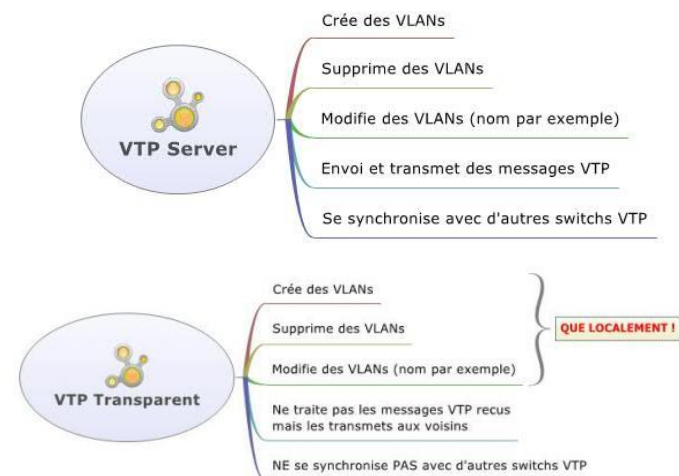 Crée des VLANs
Supprime des VLANs
Modifie des VLANs (nom par exemple)
VTP Server
Envoi et transmet des messages VTP
Se synchronise avec d'autres switchs VTP
Crée des VLANs
Supprime des VLANs
QUE LOCALEMENT !
Modifie des VLANs (nom par exemple)
VTP Transparent
Ne traite pas les messages VTP recus
mais les transmets aux voisins
NE se synchronise PAS avec d'autres switchs VTP